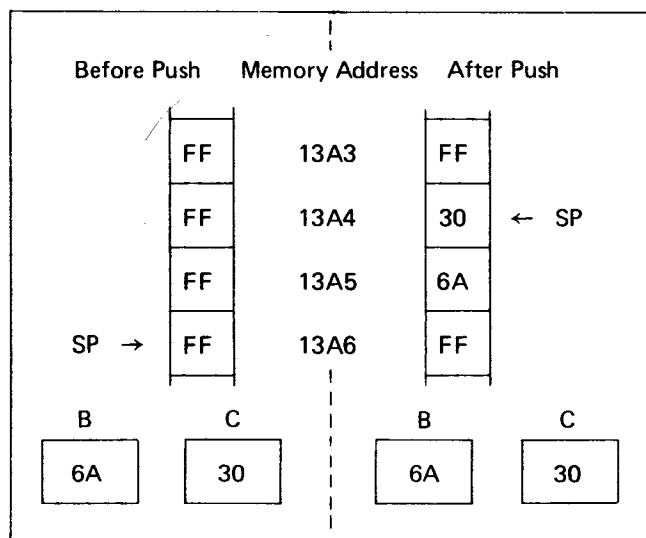 Before Push Memory Address After Push
FF 13A3 FF
FF 13A4 30 ← SP
FF 13A5 6A
SP → FF 13A6 FF
B C B C
6A 30 6A 30